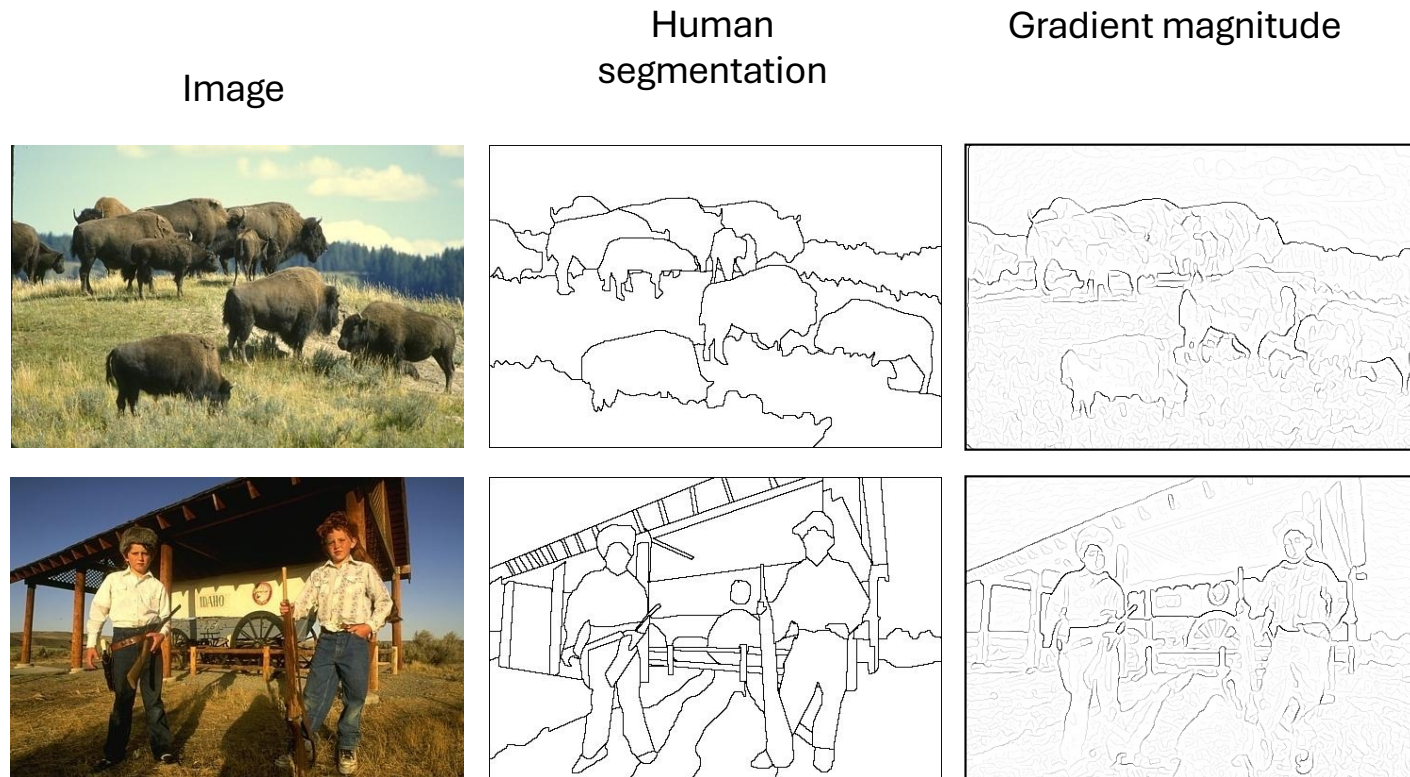 Image
Human
segmentation
Gradient magnitude
IDAHO